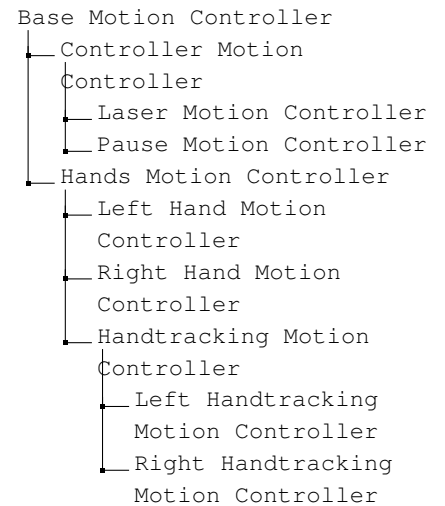 Base Motion Controller
Controller Motion
Controller
Laser Motion Controller
Pause Motion Controller
Hands Motion Controller
Left Hand Motion
Controller
Right Hand Motion
Controller
Handtracking Motion
Controller
Left Handtracking
Motion Controller
Right Handtracking
Motion Controller